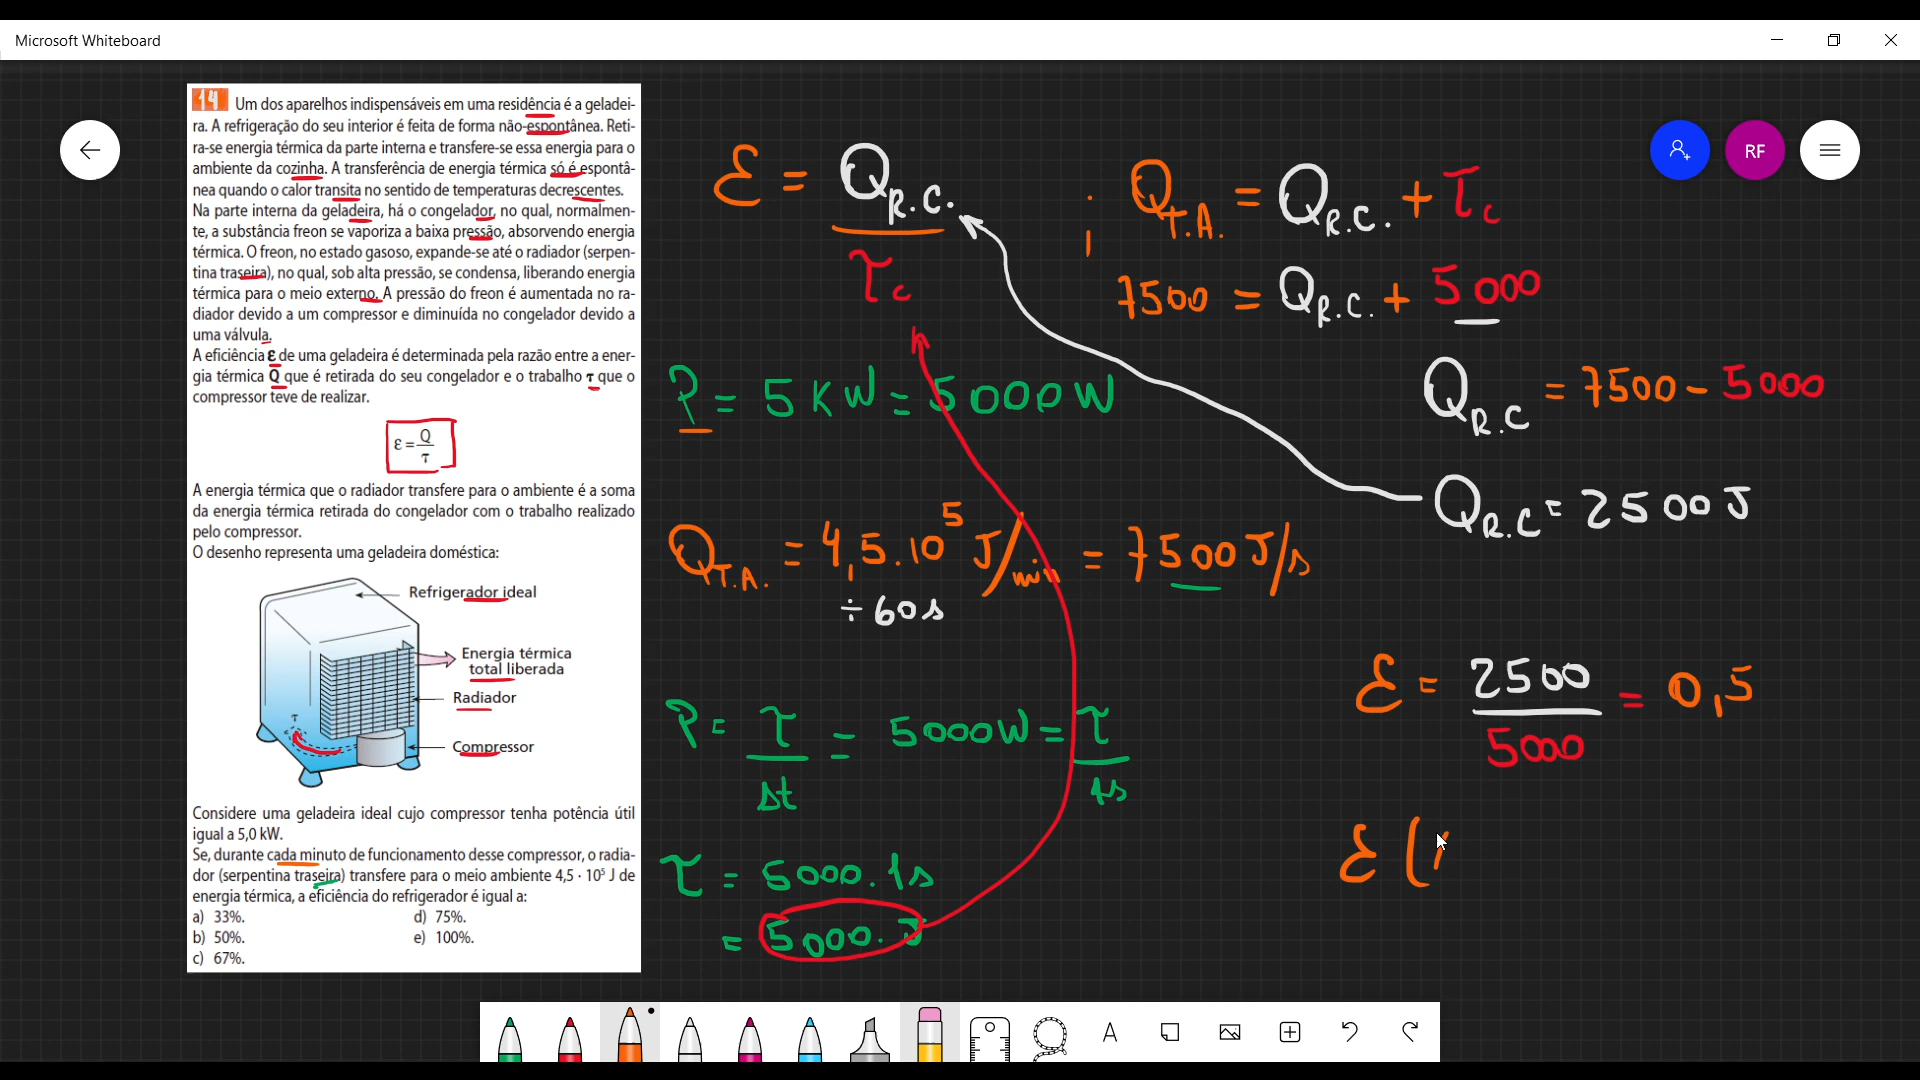 Microsoft Whiteboard
RF
14 Um dos aparelhos indispensáveis em uma residência é a geladei-
ra. A refrigeração do seu interior é feita de forma não-espontânea. Reti-
ra-se energia térmica da parte interna e transfere-se essa energia para o
ambiente da cozinha. A transferência de energia térmica só é espontâ-
nea quando o calor transita no sentido de temperaturas decrescentes.
Na parte interna da geladeira, há o congelador, no qual, normalmen-
te, a substância freon se vaporiza a baixa pressão, absorvendo energia
térmica. O freon, no estado gasoso, expande-se até o radiador (serpen-
tina traseira), no qual, sob alta pressão, se condensa, liberando energia
térmica para o meio externo. A pressão do freon é aumentada no ra-
diador devido a um compressor e diminuída no congelador devido a
uma válvula.
A eficiência ε de uma geladeira é determinada pela razão entre a ener-
gia térmica Q que é retirada do seu congelador e o trabalho τ que o
compressor teve de realizar.
ε = Q/τ
A energia térmica que o radiador transfere para o ambiente é a soma
da energia térmica retirada do congelador com o trabalho realizado
pelo compressor.
O desenho representa uma geladeira doméstica:
Refrigerador ideal
Energia térmica
total liberada
Radiador
τ
Compressor
Considere uma geladeira ideal cujo compressor tenha potência útil
igual a 5,0 kW.
Se, durante cada minuto de funcionamento desse compressor, o radia-
dor (serpentina traseira) transfere para o meio ambiente 4,5 · 10⁵ J de
energia térmica, a eficiência do refrigerador é igual a:
a) 33%.
b) 50%.
c) 67%.
d) 75%.
e) 100%.
ε = Q R.C. / τc
; Q T.A. = Q R.C. + τc
7500 = Q R.C. + 5000
P = 5 KW = 5000 W
Q R.C = 7500 - 5000
Q R.C = 2500 J
Q T.A. = 4,5.10⁵ J/min = 7500 J/s
÷ 60s
P = τ/Δt = 5000W = τ/1s
τ = 5000.1s
= 5000.J
ε = 2500/5000 = 0,5
ε (
A